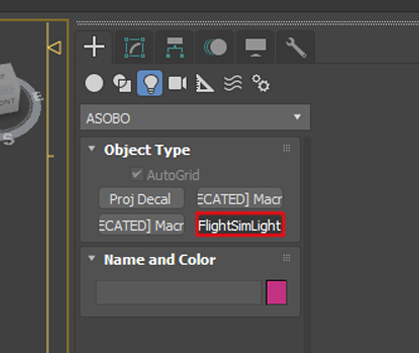 ONT
E
S
ASOBO
Object Type
AutoGrid
Proj Decal
ECATED] Macr
ECATED] Macr
FlightSimLight
Name and Color